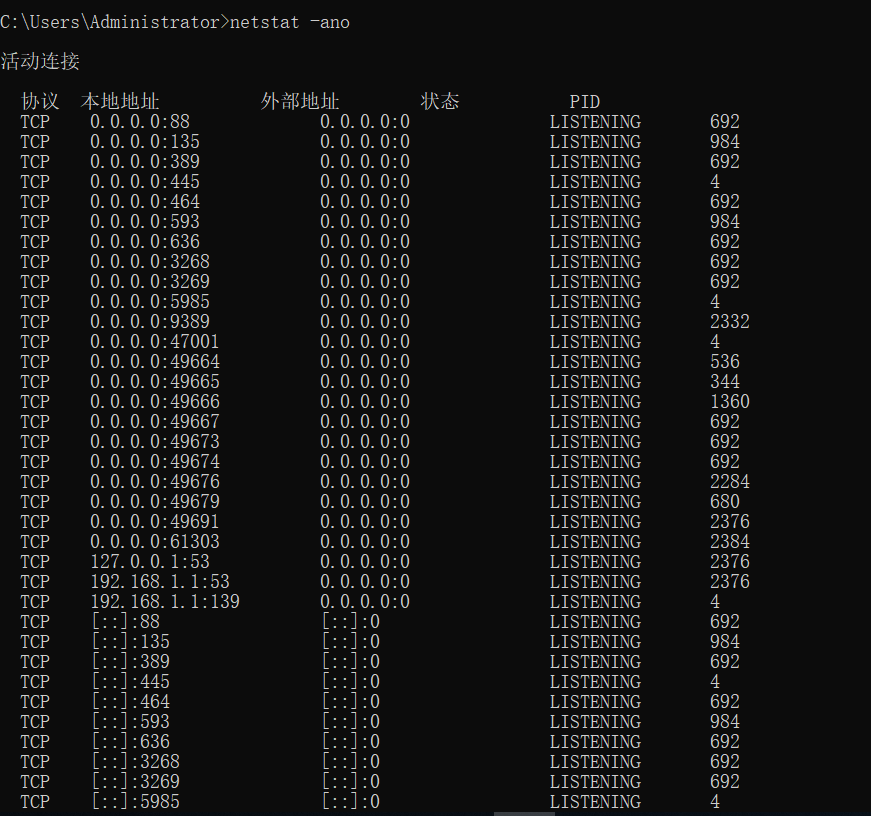 C:\Users\Administrator>netstat -ano
活动连接
协议 本地地址 外部地址 状态 PID
TCP 0.0.0.0:88 0.0.0.0:0 LISTENING 692
TCP 0.0.0.0:135 0.0.0.0:0 LISTENING 984
TCP 0.0.0.0:389 0.0.0.0:0 LISTENING 692
TCP 0.0.0.0:445 0.0.0.0:0 LISTENING 4
TCP 0.0.0.0:464 0.0.0.0:0 LISTENING 692
TCP 0.0.0.0:593 0.0.0.0:0 LISTENING 984
TCP 0.0.0.0:636 0.0.0.0:0 LISTENING 692
TCP 0.0.0.0:3268 0.0.0.0:0 LISTENING 692
TCP 0.0.0.0:3269 0.0.0.0:0 LISTENING 692
TCP 0.0.0.0:5985 0.0.0.0:0 LISTENING 4
TCP 0.0.0.0:9389 0.0.0.0:0 LISTENING 2332
TCP 0.0.0.0:47001 0.0.0.0:0 LISTENING 4
TCP 0.0.0.0:49664 0.0.0.0:0 LISTENING 536
TCP 0.0.0.0:49665 0.0.0.0:0 LISTENING 344
TCP 0.0.0.0:49666 0.0.0.0:0 LISTENING 1360
TCP 0.0.0.0:49667 0.0.0.0:0 LISTENING 692
TCP 0.0.0.0:49673 0.0.0.0:0 LISTENING 692
TCP 0.0.0.0:49674 0.0.0.0:0 LISTENING 692
TCP 0.0.0.0:49676 0.0.0.0:0 LISTENING 2284
TCP 0.0.0.0:49679 0.0.0.0:0 LISTENING 680
TCP 0.0.0.0:49691 0.0.0.0:0 LISTENING 2376
TCP 0.0.0.0:61303 0.0.0.0:0 LISTENING 2384
TCP 127.0.0.1:53 0.0.0.0:0 LISTENING 2376
TCP 192.168.1.1:53 0.0.0.0:0 LISTENING 2376
TCP 192.168.1.1:139 0.0.0.0:0 LISTENING 4
TCP [::]:88 [::]:0 LISTENING 692
TCP [::]:135 [::]:0 LISTENING 984
TCP [::]:389 [::]:0 LISTENING 692
TCP [::]:445 [::]:0 LISTENING 4
TCP [::]:464 [::]:0 LISTENING 692
TCP [::]:593 [::]:0 LISTENING 984
TCP [::]:636 [::]:0 LISTENING 692
TCP [::]:3268 [::]:0 LISTENING 692
TCP [::]:3269 [::]:0 LISTENING 692
TCP [::]:5985 [::]:0 LISTENING 4